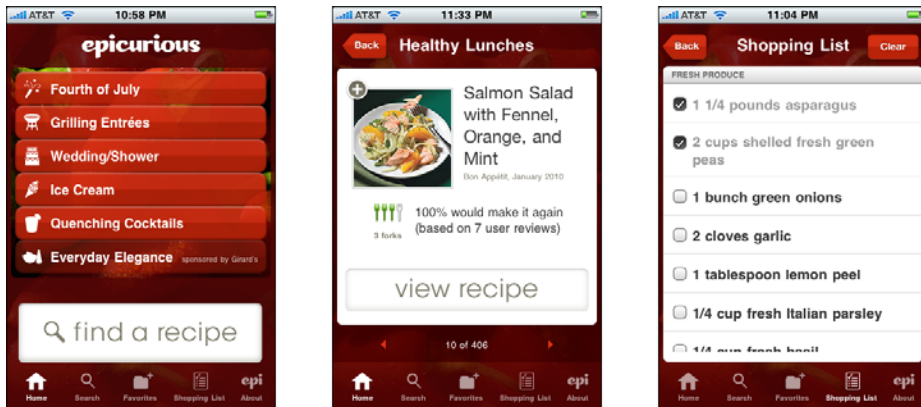 AT&T 10:58 PM
epicurious
Fourth of July
Grilling Entrées
Wedding/Shower
Ice Cream
Quenching Cocktails
Everyday Elegance sponsored by Girard's
find a recipe
Home Search Favorites Shopping List epi About
AT&T 11:33 PM
Back Healthy Lunches
Salmon Salad
with Fennel,
Orange, and
Mint
Bon Appétit, January 2010
3 forks
100% would make it again
(based on 7 user reviews)
view recipe
10 of 406
Home Search Favorites Shopping List epi About
AT&T 11:04 PM
Back Shopping List Clear
FRESH PRODUCE
1 1/4 pounds asparagus
2 cups shelled fresh green
peas
1 bunch green onions
2 cloves garlic
1 tablespoon lemon peel
1/4 cup fresh Italian parsley
1/4 cup fresh basil
Home Search Favorites Shopping List epi About